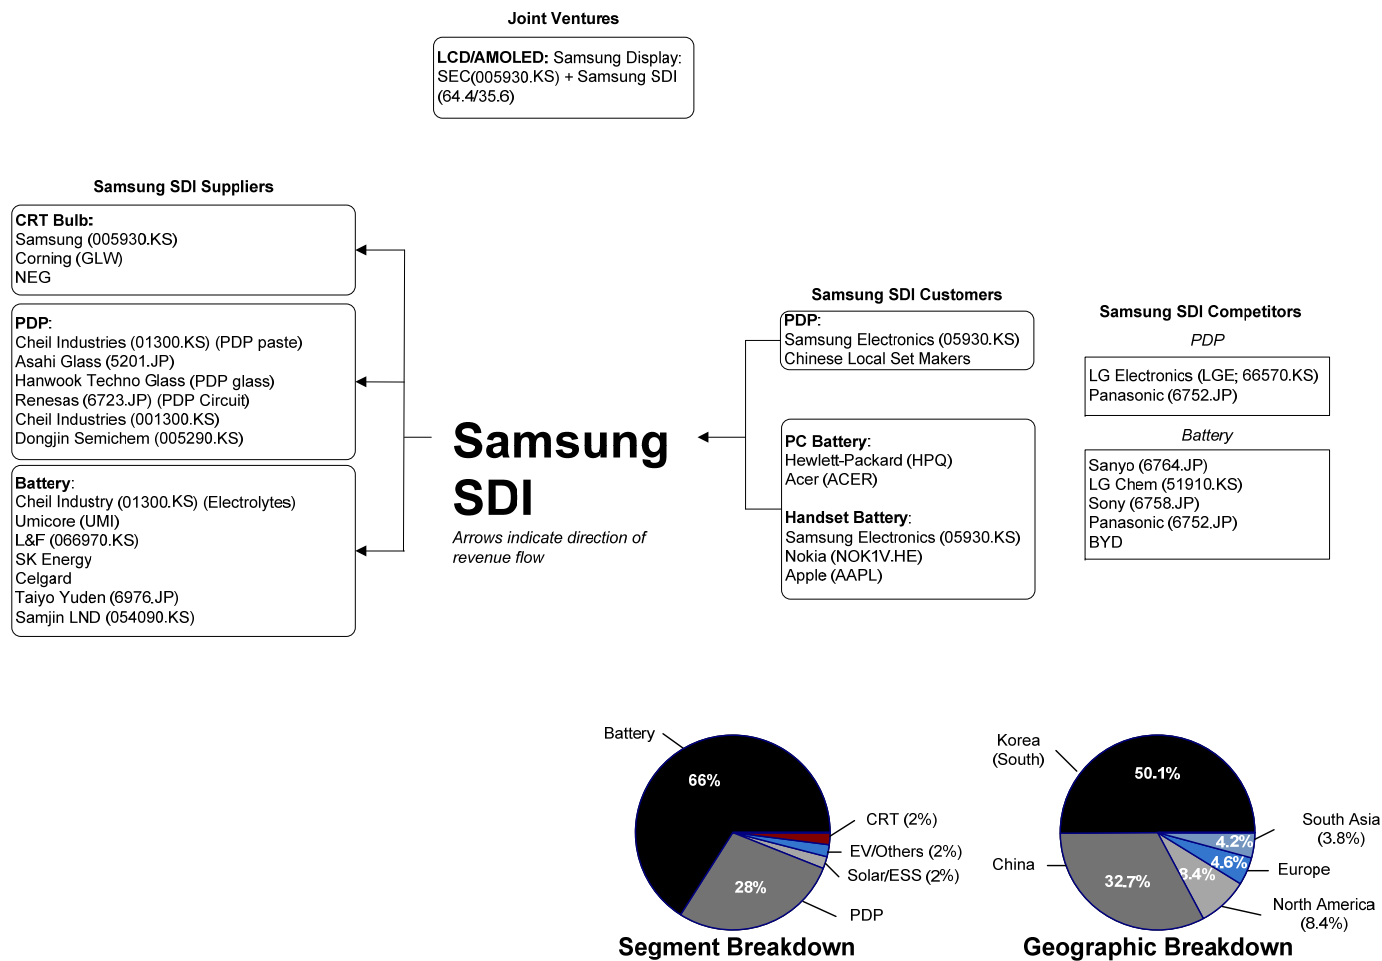 Joint Ventures
LCD/AMOLED: Samsung Display:
SEC(005930.KS) + Samsung SDI
(64.4/35.6)
Samsung SDI Suppliers
CRT Bulb:
Samsung (005930.KS)
Corning (GLW)
NEG
PDP:
Cheil Industries (01300.KS) (PDP paste)
Asahi Glass (5201.JP)
Hanwook Techno Glass (PDP glass)
Renesas (6723.JP) (PDP Circuit)
Cheil Industries (001300.KS)
Dongjin Semichem (005290.KS)
Battery:
Cheil Industry (01300.KS) (Electrolytes)
Umicore (UMI)
L&F (066970.KS)
SK Energy
Celgard
Taiyo Yuden (6976.JP)
Samjin LND (054090.KS)
Samsung
SDI
Arrows indicate direction of
revenue flow
Samsung SDI Customers
PDP:
Samsung Electronics (05930.KS)
Chinese Local Set Makers
PC Battery:
Hewlett-Packard (HPQ)
Acer (ACER)
Handset Battery:
Samsung Electronics (05930.KS)
Nokia (NOK1V.HE)
Apple (AAPL)
Samsung SDI Competitors
PDP
LG Electronics (LGE; 66570.KS)
Panasonic (6752.JP)
Battery
Sanyo (6764.JP)
LG Chem (51910.KS)
Sony (6758.JP)
Panasonic (6752.JP)
BYD
Battery
66%
CRT (2%)
EV/Others (2%)
Solar/ESS (2%)
28%
PDP
Segment Breakdown
Korea
(South)
50.1%
South Asia
(3.8%)
4.2%
4.6%
Europe
China
32.7%
8.4%
North America
(8.4%)
Geographic Breakdown